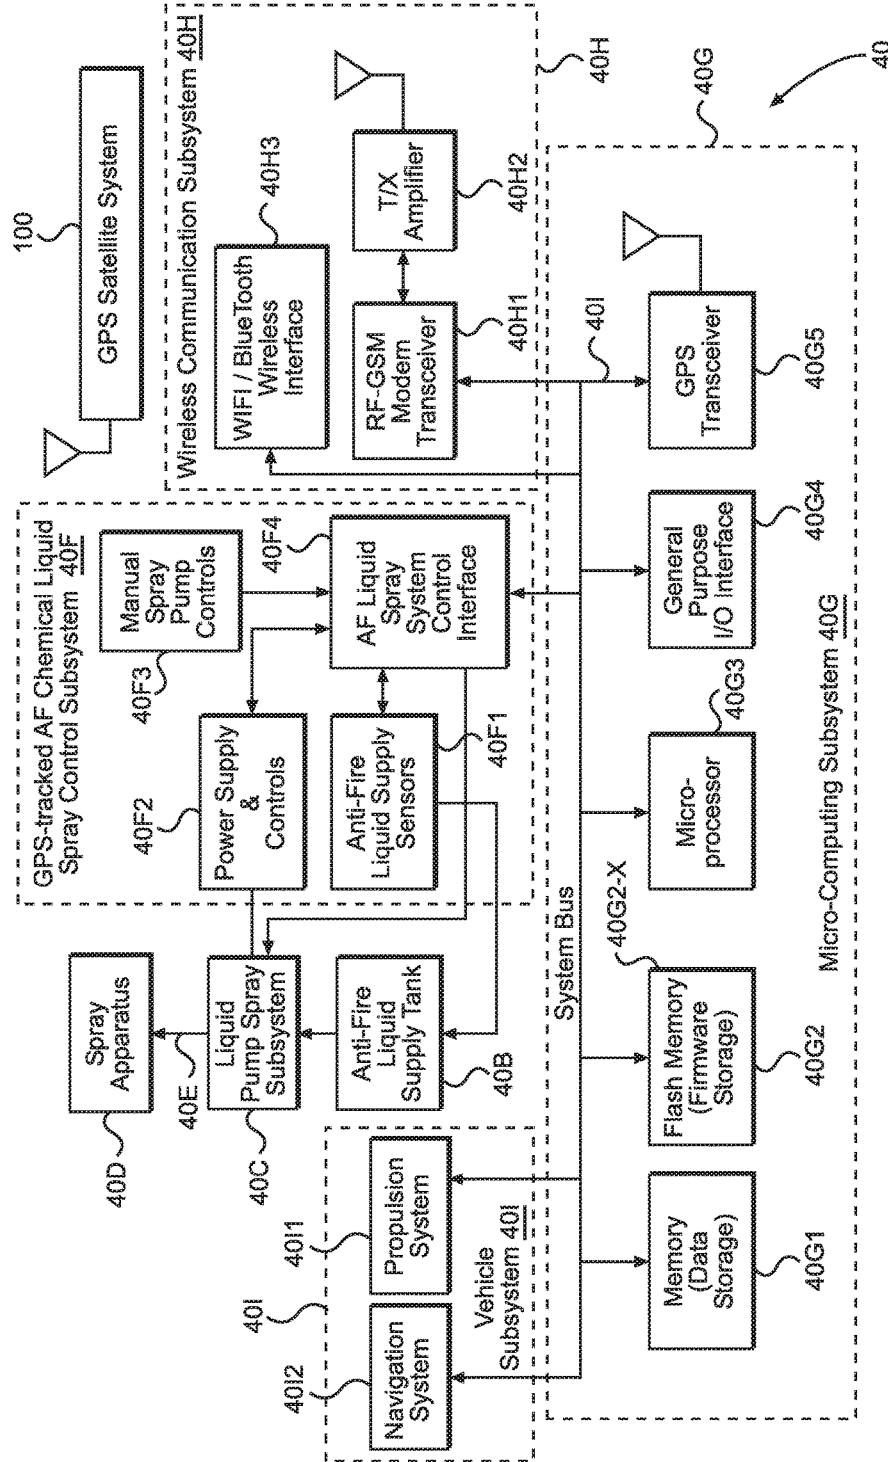 100
GPS Satellite System
GPS-tracked AF Chemical Liquid
Spray Control Subsystem 40F
40F3
Manual
Spray
Pump
Controls
40F2
Power Supply
&
Controls
40F4
AF Liquid
Spray
System
Control
Interface
Anti-Fire
Liquid Supply
Sensors
40F1
Wireless Communication Subsystem 40H
40H3
WIFI / BlueTooth
Wireless
Interface
RF-GSM
Modem
Transceiver
40H1
T/X
Amplifier
40H2
40H
40D
Spray
Apparatus
40E
40C
Liquid
Pump Spray
Subsystem
Anti-Fire
Liquid
Supply Tank
40B
40I
40I2
Navigation
System
40I1
Propulsion
System
Vehicle
Subsystem 40I
System Bus
40I
40G
40
Memory
(Data
Storage)
40G1
40G2-X
Flash Memory
(Firmware
Storage)
40G2
Micro-
processor
40G3
General
Purpose
I/O Interface
40G4
GPS
Transceiver
40G5
Micro-Computing Subsystem 40G